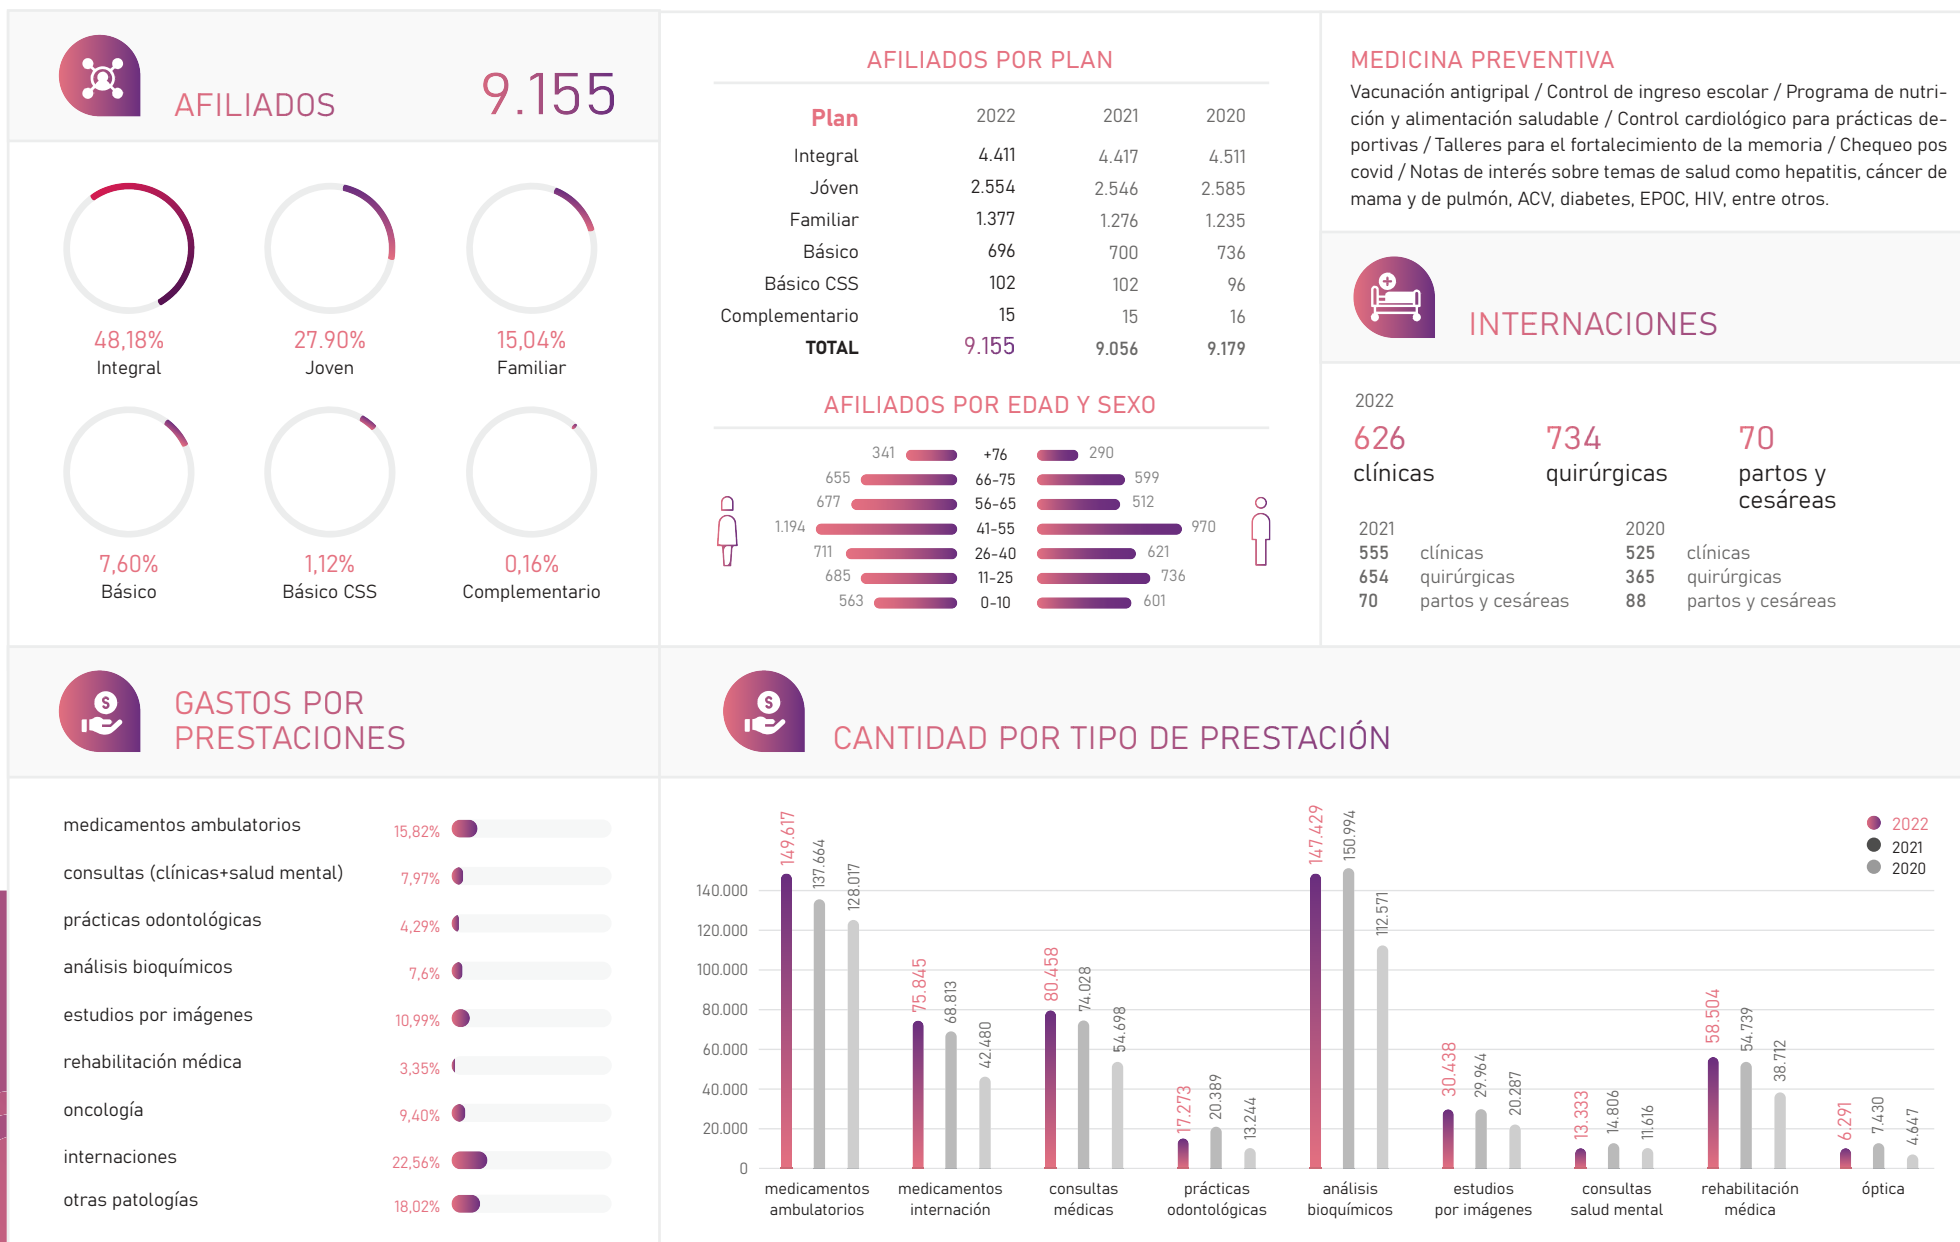 AFILIADOS
9.155
48,18%
Integral
27.90%
Joven
15,04%
Familiar
7,60%
Básico
1,12%
Básico CSS
0,16%
Complementario
AFILIADOS POR PLAN
Plan 2022 2021 2020
Integral 4.411 4.417 4.511
Jóven 2.554 2.546 2.585
Familiar 1.377 1.276 1.235
Básico 696 700 736
Básico CSS 102 102 96
Complementario 15 15 16
TOTAL 9.155 9.056 9.179
AFILIADOS POR EDAD Y SEXO
341 +76 290
655 66-75 599
677 56-65 512
1.194 41-55 970
711 26-40 621
685 11-25 736
563 0-10 601
MEDICINA PREVENTIVA
Vacunación antigripal / Control de ingreso escolar / Programa de nutri-
ción y alimentación saludable / Control cardiológico para prácticas de-
portivas / Talleres para el fortalecimiento de la memoria / Chequeo pos
covid / Notas de interés sobre temas de salud como hepatitis, cáncer de
mama y de pulmón, ACV, diabetes, EPOC, HIV, entre otros.
INTERNACIONES
2022
626
clínicas
734
quirúrgicas
70
partos y
cesáreas
2021
555 clínicas
654 quirúrgicas
70 partos y cesáreas
2020
525 clínicas
365 quirúrgicas
88 partos y cesáreas
GASTOS POR
PRESTACIONES
medicamentos ambulatorios 15,82%
consultas (clínicas+salud mental) 7,97%
prácticas odontológicas 4,29%
análisis bioquímicos 7,6%
estudios por imágenes 10,99%
rehabilitación médica 3,35%
oncología 9,40%
internaciones 22,56%
otras patologías 18,02%
CANTIDAD POR TIPO DE PRESTACIÓN
2022
2021
2020
140.000
120.000
100.000
80.000
60.000
40.000
20.000
0
149.617 137.664 128.017
medicamentos
ambulatorios
75.845 68.813 42.480
medicamentos
internación
80.458 74.028 54.698
consultas
médicas
17.273 20.389 13.244
prácticas
odontológicas
147.429 150.994 112.571
análisis
bioquímicos
30.438 29.964 20.287
estudios
por imágenes
13.333 14.806 11.616
consultas
salud mental
58.504 54.739 38.712
rehabilitación
médica
6.291 7.430 4.647
óptica